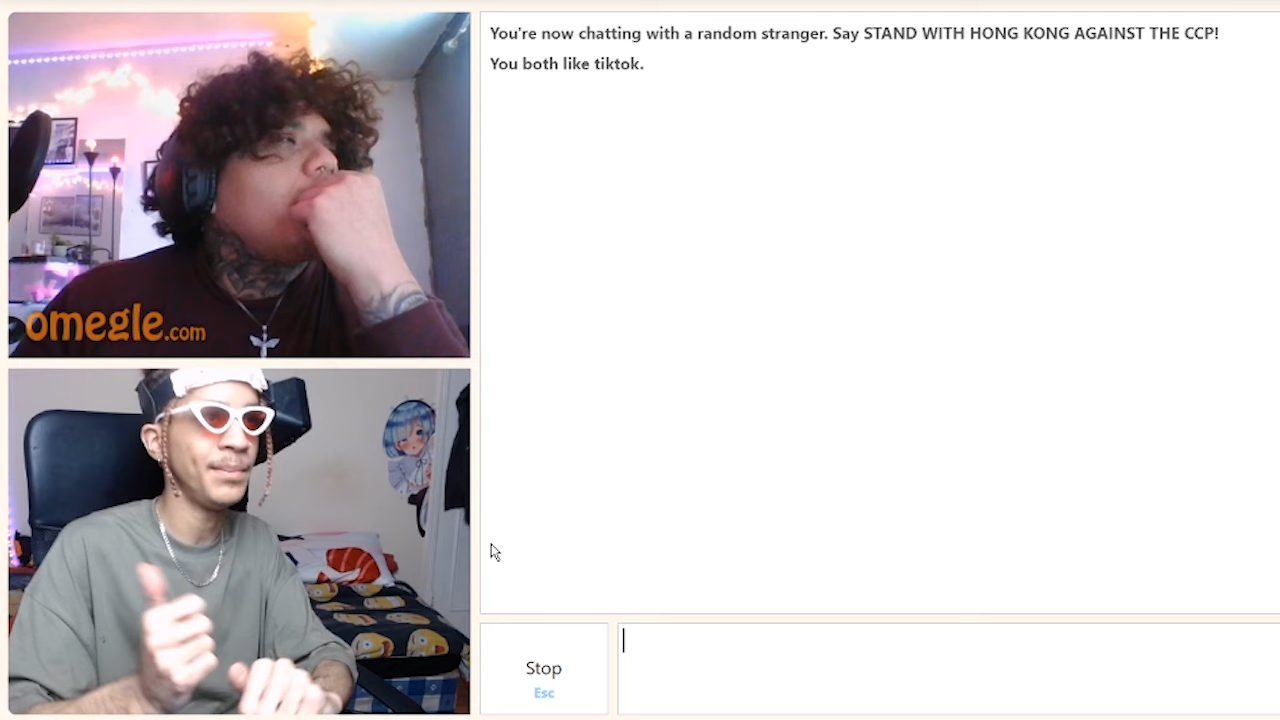 You're now chatting with a random stranger. Say STAND WITH HONG KONG AGAINST THE CCP!
You both like tiktok.
omegle.com
Stop
Esc